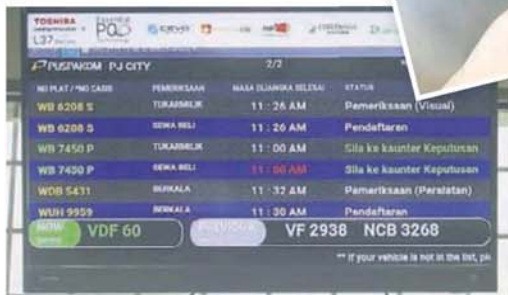 TOSHIBA
L37
PUSPAKOM PJ CITY 2/2
NO PLAT / *NO CASIS PEMERIKSAAN MASA DIJANGKA SELESAI STATUS
WB 6208 S TUKARMILIK 11:26 AM Pemeriksaan (Visual)
WB 6208 S SEWA BELI 11:26 AM Pendaftaran
WB 7450 P TUKARMILIK 11:00 AM Sila ke kaunter Keputusan
WB 7450 P SEWA BELI 11:00 AM Sila ke kaunter Keputusan
WDB 5431 BERKALA 11:32 AM Pemeriksaan (Peralatan)
WUH 9959 BERKALA 11:30 AM Pendaftaran
NOW VDF 60 PREVIOUS VF 2938 NCB 3268
** If your vehicle is not in the list, pl